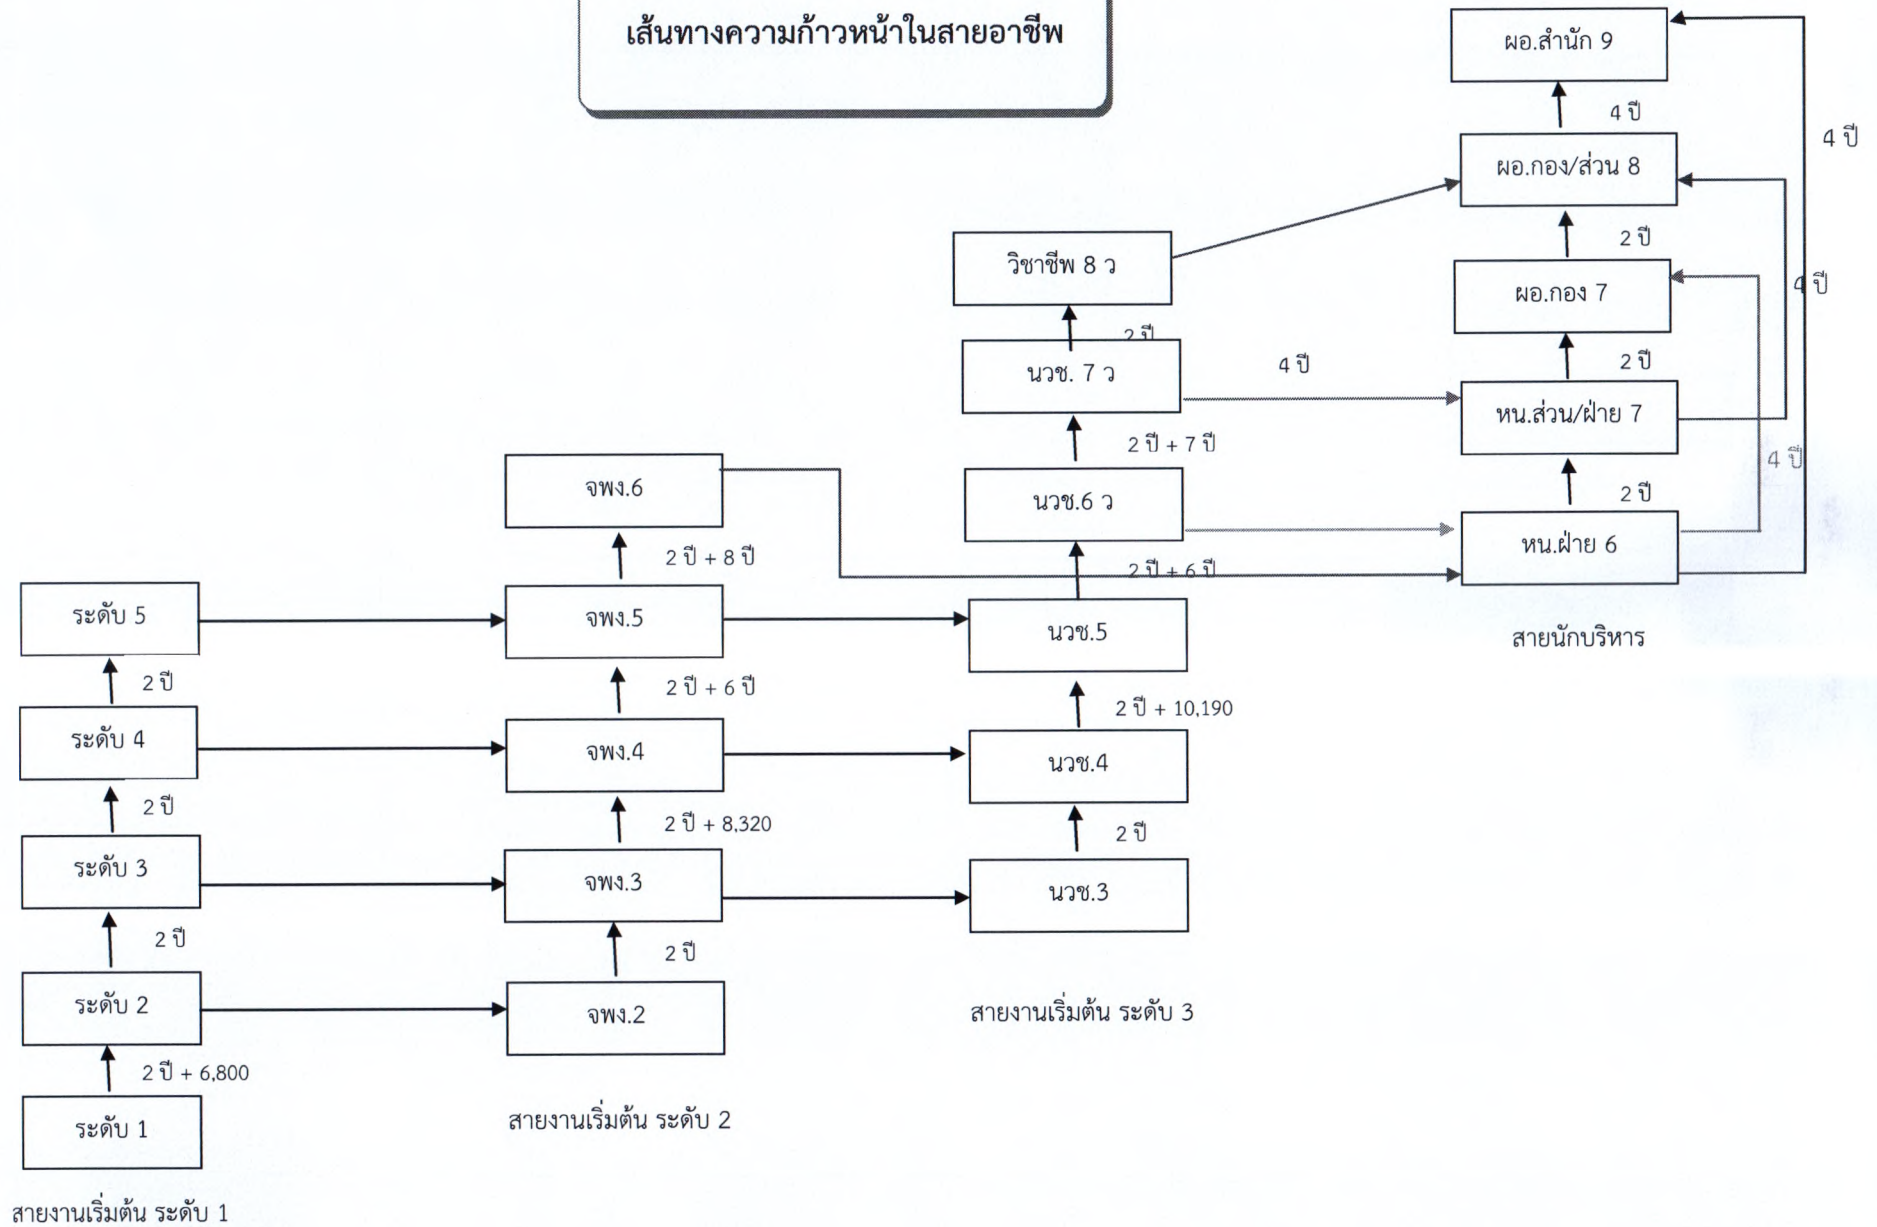 เส้นทางความก้าวหน้าในสายอาชีพ
ผอ.สำนัก 9
4 ปี
4 ปี
ผอ.กอง/ส่วน 8
2 ปี
วิชาชีพ 8 ว
ผอ.กอง 7
4 ปี
2 ปี
นวช. 7 ว
4 ปี
2 ปี
หน.ส่วน/ฝ่าย 7
2 ปี + 7 ปี
4 ปี
จพง.6
นวช.6 ว
2 ปี
หน.ฝ่าย 6
2 ปี + 8 ปี
2 ปี + 6 ปี
ระดับ 5
จพง.5
นวช.5
สายนักบริหาร
2 ปี
2 ปี + 6 ปี
2 ปี + 10,190
ระดับ 4
จพง.4
นวช.4
2 ปี
2 ปี + 8,320
2 ปี
ระดับ 3
จพง.3
นวช.3
2 ปี
2 ปี
ระดับ 2
จพง.2
สายงานเริ่มต้น ระดับ 3
2 ปี + 6,800
สายงานเริ่มต้น ระดับ 2
ระดับ 1
สายงานเริ่มต้น ระดับ 1